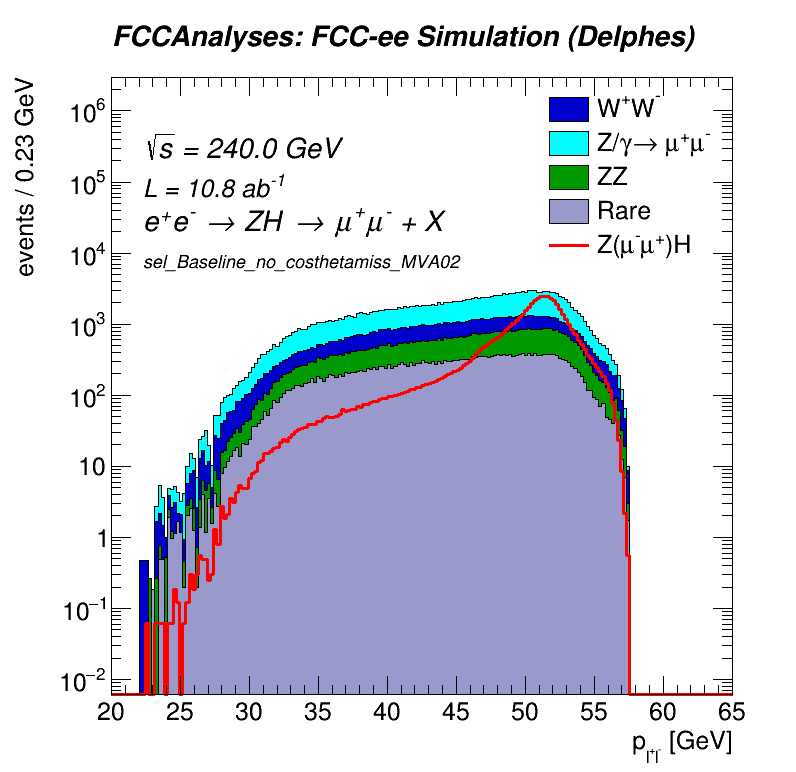 FCCAnalyses: FCC-ee Simulation (Delphes)
events / 0.23 GeV
10⁶
10⁵
10⁴
10³
10²
10
1
10⁻¹
10⁻²
√s = 240.0 GeV
L = 10.8 ab⁻¹
e⁺e⁻ → ZH → μ⁺μ⁻ + X
sel_Baseline_no_costhetamiss_MVA02
W⁺W⁻
Z/γ→ μ⁺μ⁻
ZZ
Rare
Z(μ⁻μ⁺)H
20 25 30 35 40 45 50 55 60 65
p_l⁺l⁻ [GeV]